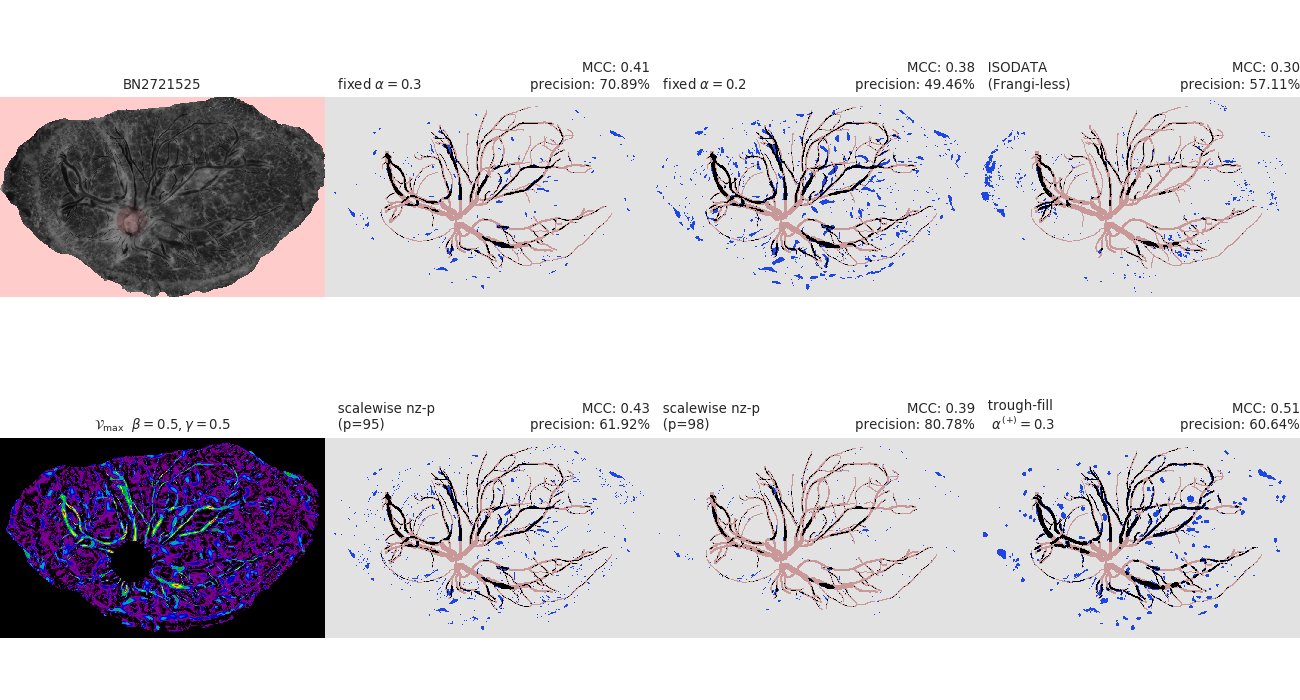 BN2721525
fixed α = 0.3
MCC: 0.41
precision: 70.89%
fixed α = 0.2
MCC: 0.38
precision: 49.46%
ISODATA
(Frangi-less)
MCC: 0.30
precision: 57.11%
𝒱max β = 0.5, γ = 0.5
scalewise nz-p
(p=95)
MCC: 0.43
precision: 61.92%
scalewise nz-p
(p=98)
MCC: 0.39
precision: 80.78%
trough-fill
α(+) = 0.3
MCC: 0.51
precision: 60.64%